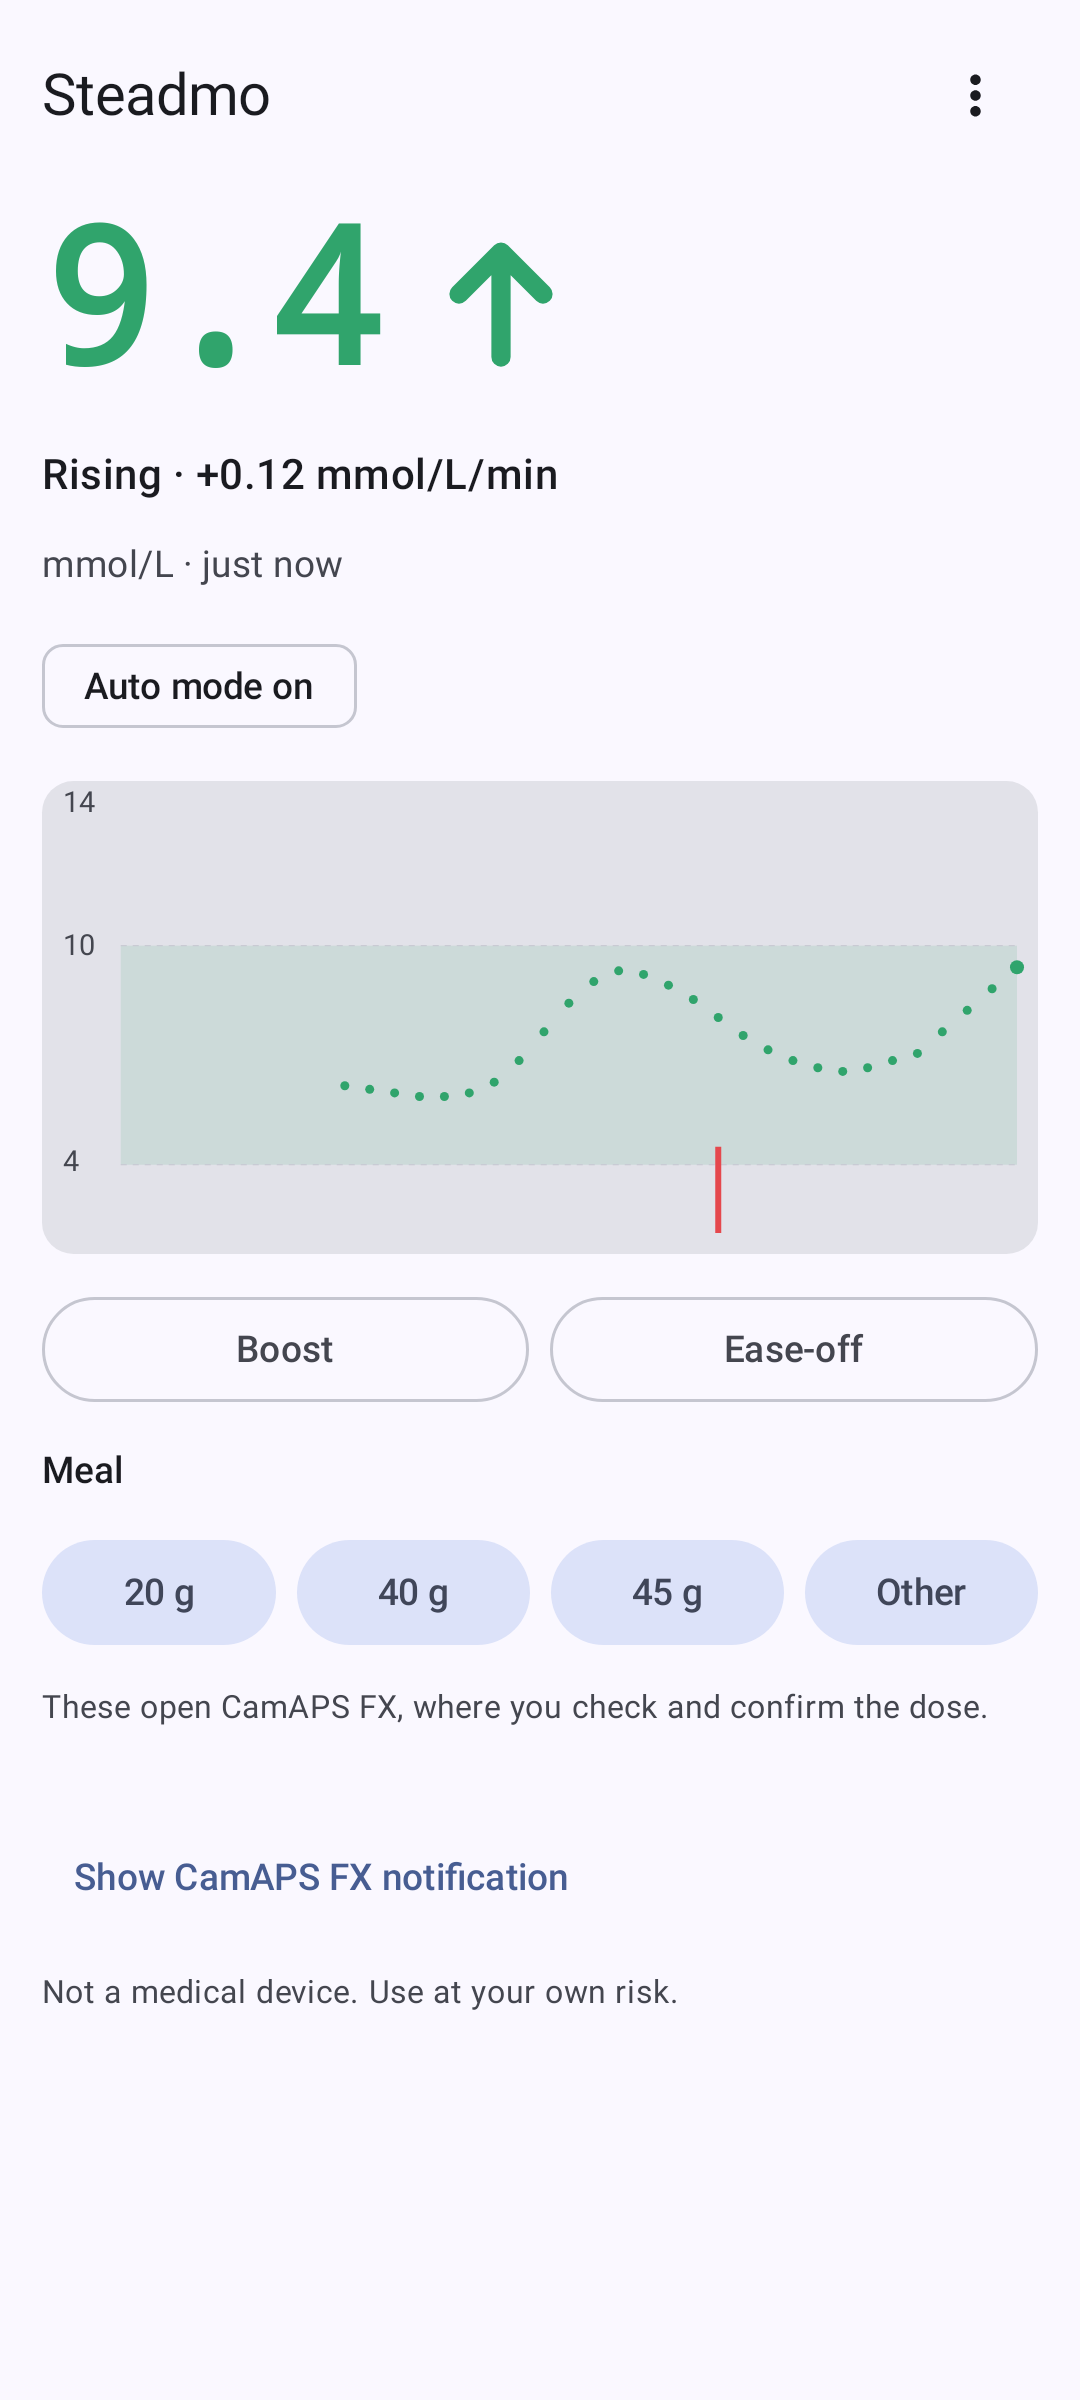 Steadmo
9.4
Rising · +0.12 mmol/L/min
mmol/L · just now
Auto mode on
14
10
4
Boost
Ease-off
Meal
20 g
40 g
45 g
Other
These open CamAPS FX, where you check and confirm the dose.
Show CamAPS FX notification
Not a medical device. Use at your own risk.